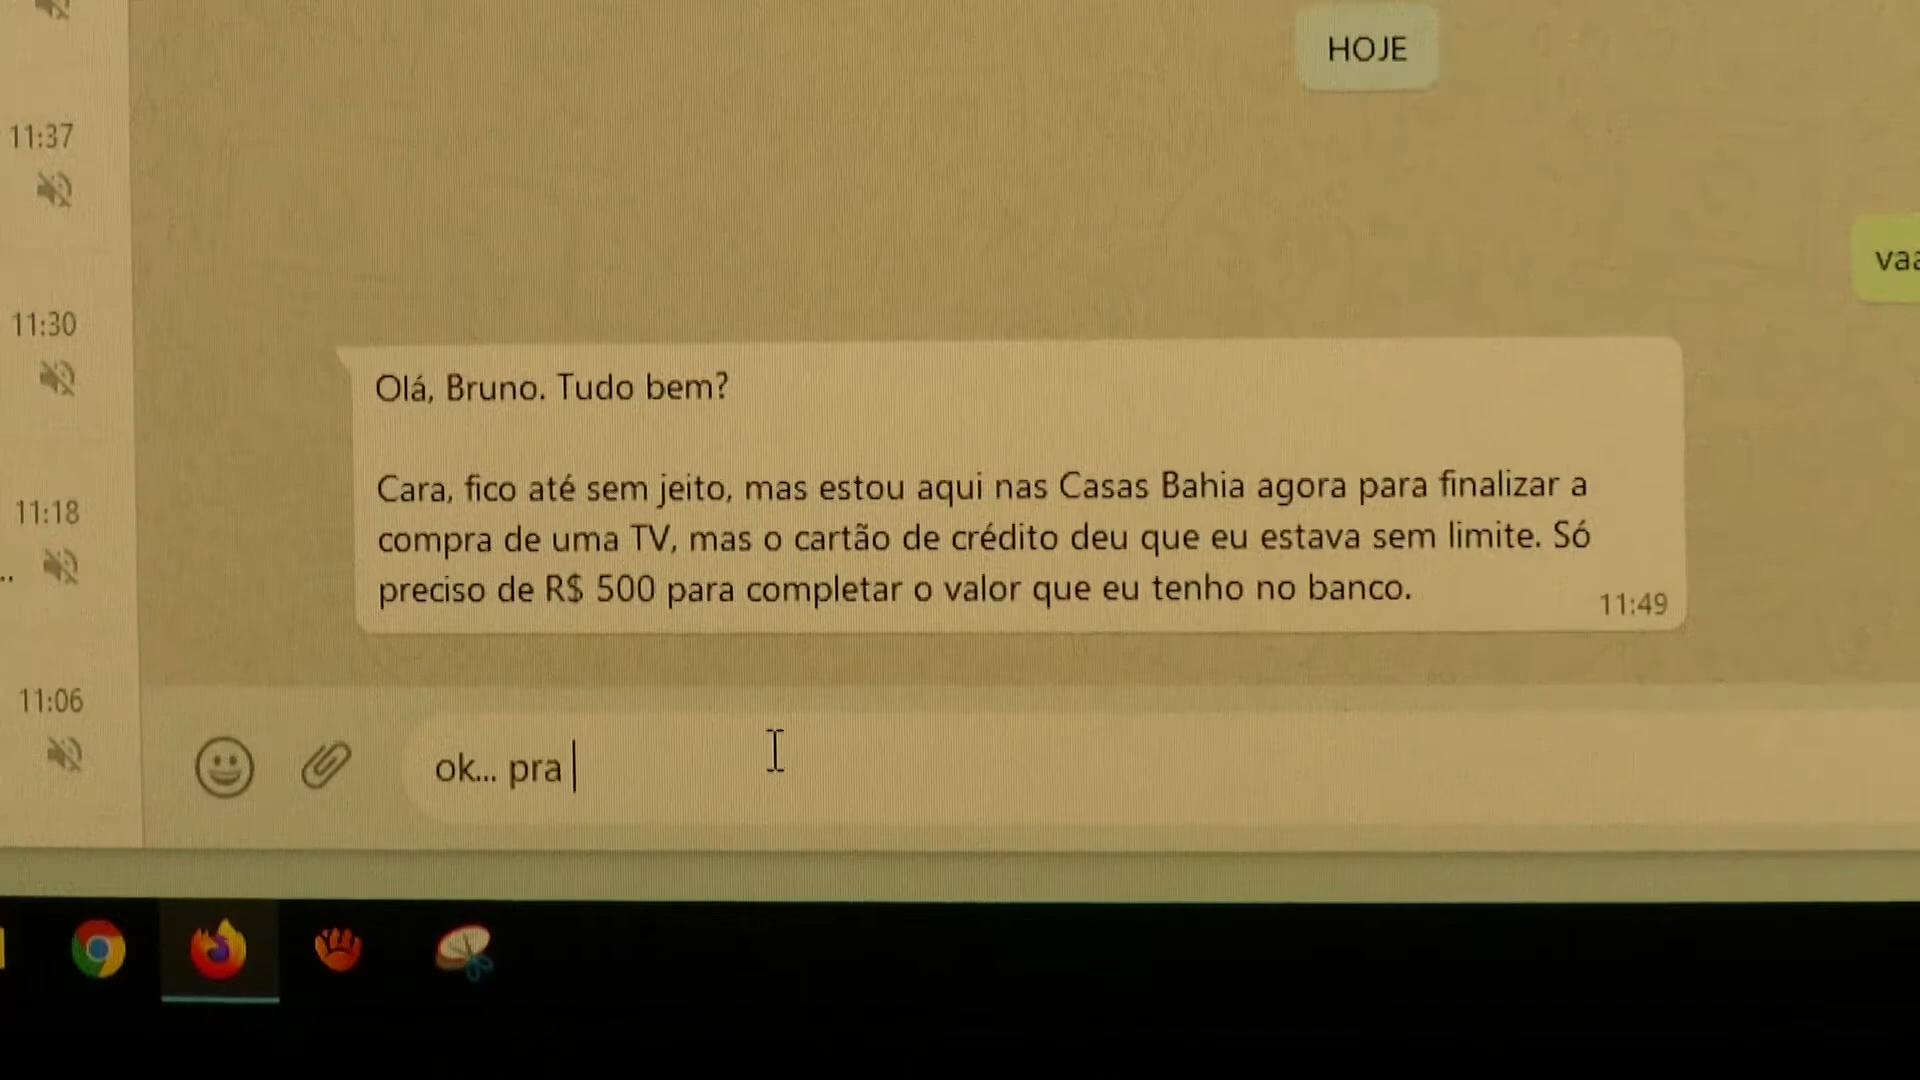 HOJE
11:37
11:30
Olá, Bruno. Tudo bem?
Cara, fico até sem jeito, mas estou aqui nas Casas Bahia agora para finalizar a
compra de uma TV, mas o cartão de crédito deu que eu estava sem limite. Só
preciso de R$ 500 para completar o valor que eu tenho no banco.
11:49
11:18
..
11:06
ok... pra